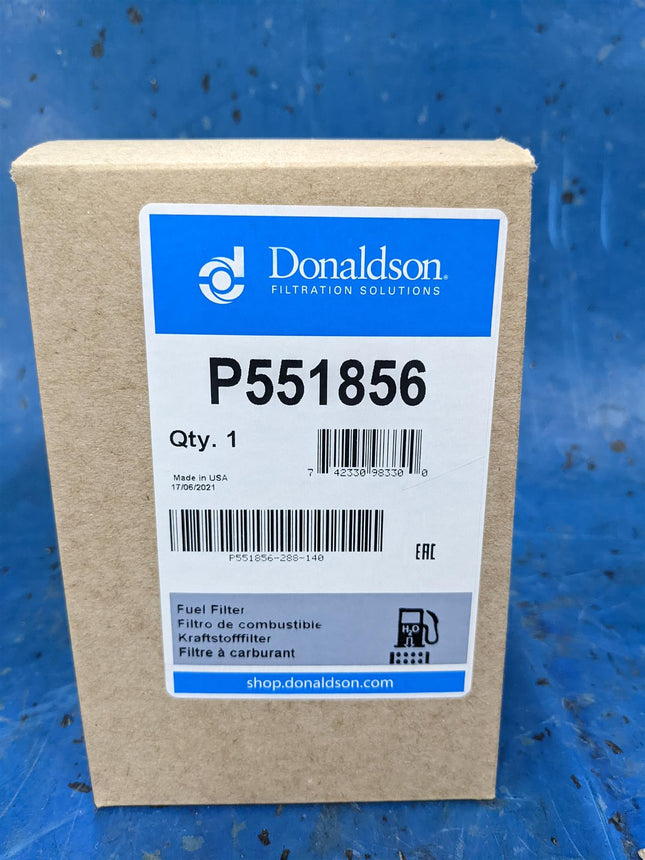 Donaldson®
FILTRATION SOLUTIONS
P551856
Qty. 1
7 42330 98330 0
Made in USA
17/06/2021
P551856-288-140
EAC
Fuel Filter
Filtro de combustible
Kraftstofffilter
Filtre à carburant
H2O
shop.donaldson.com